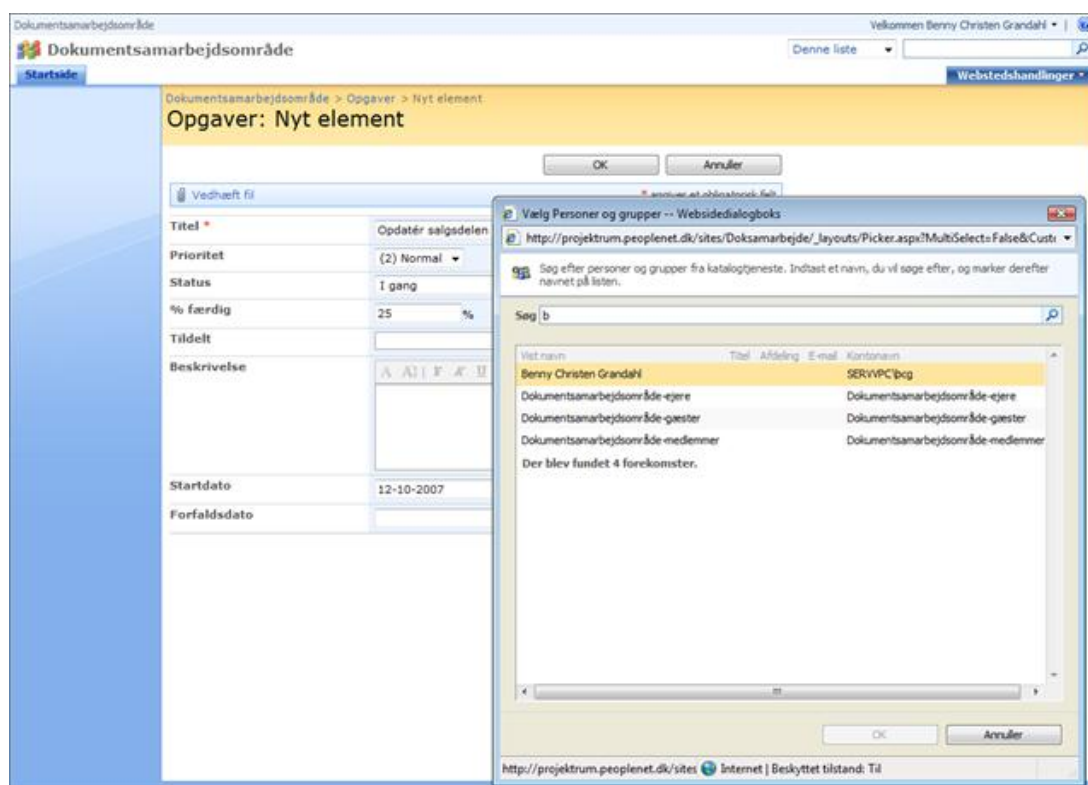 Dokumentsamarbejdsområde
Velkommen Benny Christen Grandahl
Dokumentsamarbejdsområde
Denne liste
Startside
Webstedshandlinger
Dokumentsamarbejdsområde > Opgaver > Nyt element
Opgaver: Nyt element
OK Annuller
Vedhæft fil
* angiver et obligatorisk felt
Titel *
Opdatér salgsdelen
Prioritet
(2) Normal
Status
I gang
% færdig
25 %
Tildelt
Beskrivelse
Startdato
12-10-2007
Forfaldsdato
Vælg Personer og grupper -- Websidedialogboks
http://projektrum.peoplenet.dk/sites/Doksamarbejde/_layouts/Picker.aspx?MultiSelect=False&Cust
Søg efter personer og grupper fra katalogtjeneste. Indtast et navn, du vil søge efter, og marker derefter
navnet på listen.
Søg b
Vist navn Titel Afdeling E-mail Kontonavn
Benny Christen Grandahl SERVVPC\bcg
Dokumentsamarbejdsområde-ejere Dokumentsamarbejdsområde-ejere
Dokumentsamarbejdsområde-gæster Dokumentsamarbejdsområde-gæster
Dokumentsamarbejdsområde-medlemmer Dokumentsamarbejdsområde-medlemmer
Der blev fundet 4 forekomster.
OK Annuller
http://projektrum.peoplenet.dk/sites Internet | Beskyttet tilstand: Til